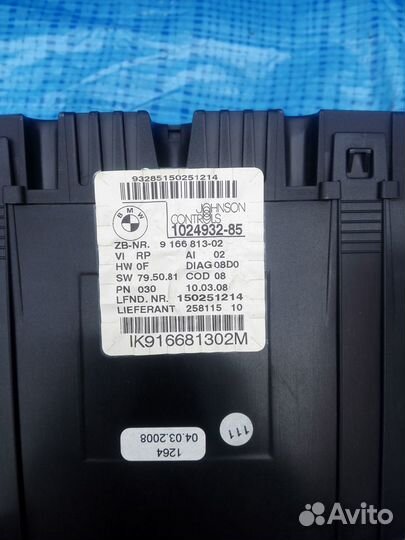 93285150251214
BMW
JOHNSON
CONTROLS
1024932-85
ZB-NR. 9 166 813-02
VI RP AI 02
HW 0F DIAG 08D0
SW 79.50.81 COD 08
PN 030 10.03.08
LFND. NR. 150251214
LIEFERANT 258115 10
IK916681302M
111
1264
04.03.2008
Avito